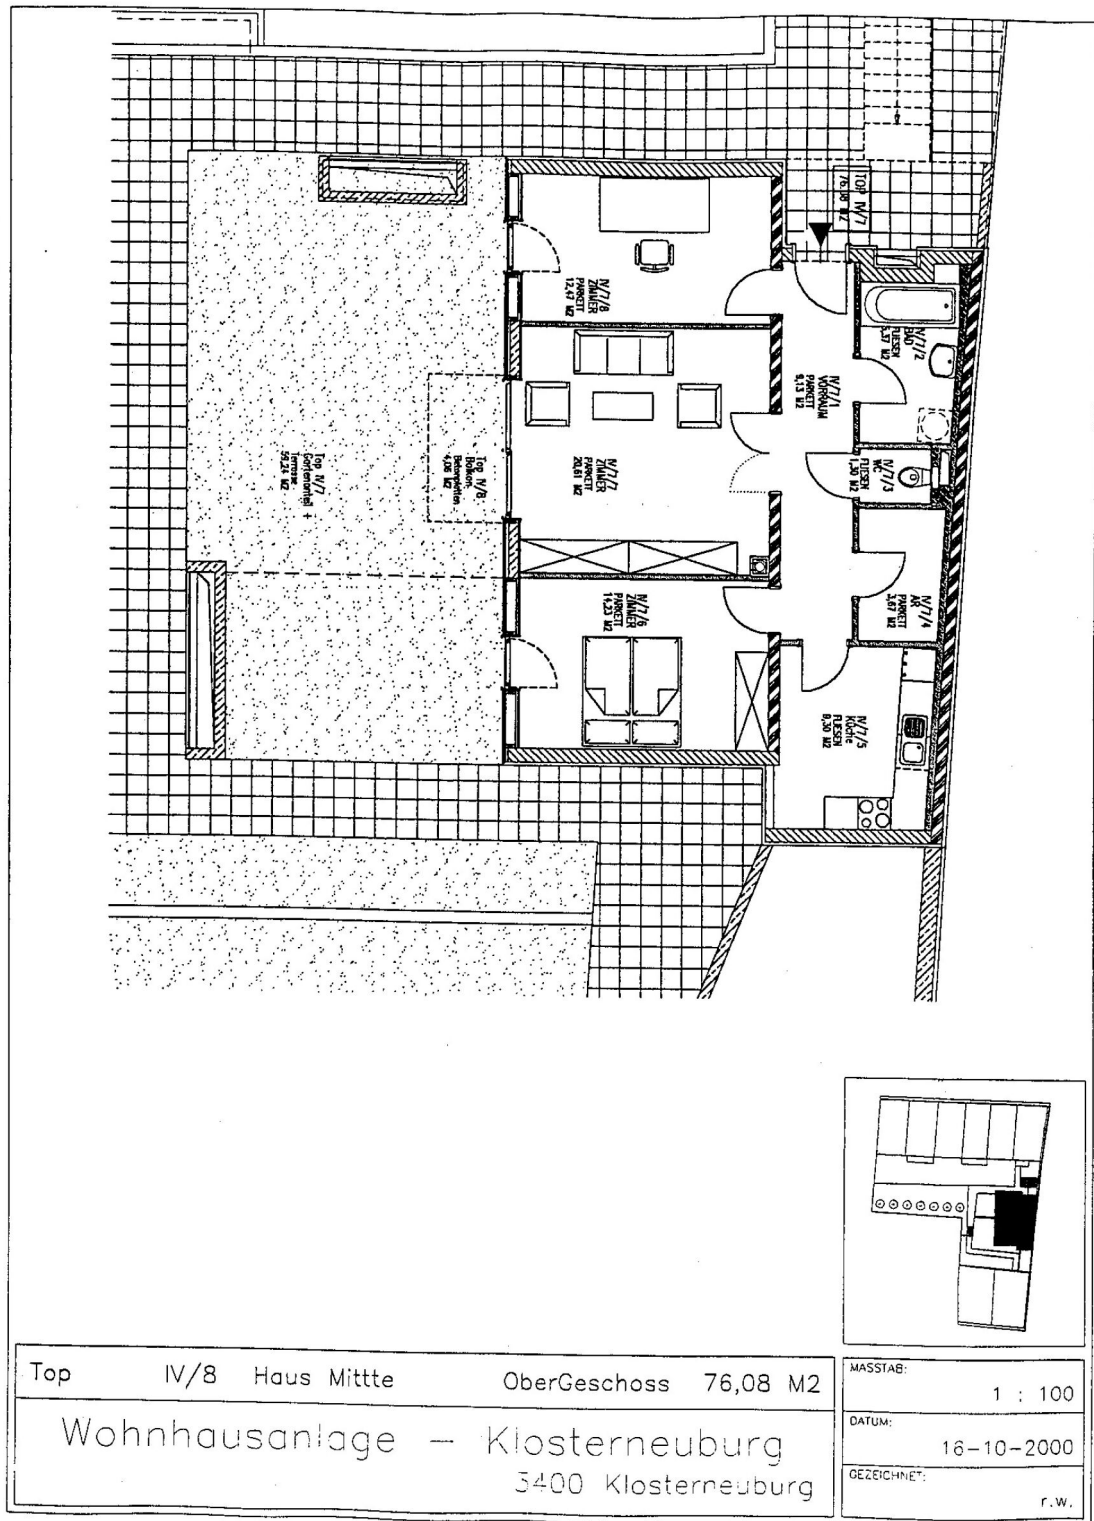 TOP IV/7
76,08 M2
IV/7/8
ZIMMER
PARKETT
12,47 M2
IV/7/2
BAD
FLIESEN
5,37 M2
IV/7/1
VORRAUM
PARKETT
9,13 M2
IV/7/7
ZIMMER
PARKETT
20,61 M2
IV/7/3
WC
FLIESEN
1,30 M2
Top IV/8
Balkon
Betonplatten
4,06 M2
Top IV/7
Gartenanteil +
Terrasse
59,24 M2
IV/7/6
ZIMMER
PARKETT
14,23 M2
IV/7/4
AR
PARKETT
3,67 M2
IV/7/5
Küche
FLIESEN
9,30 M2
Top IV/8 Haus Mittte OberGeschoss 76,08 M2
Wohnhausanlage – Klosterneuburg
3400 Klosterneuburg
MASSTAB:
1 : 100
DATUM:
16-10-2000
GEZEICHNET:
r.w.